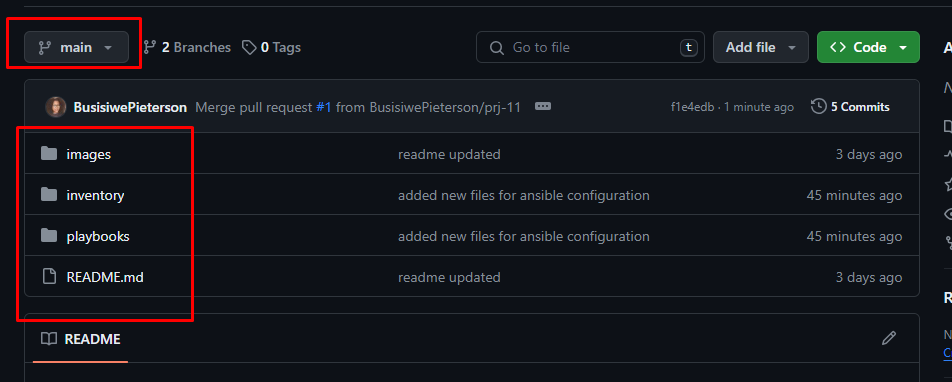 main 2 Branches 0 Tags Go to file t Add file <> Code
BusisiwePieterson Merge pull request #1 from BusisiwePieterson/prj-11 f1e4edb · 1 minute ago 5 Commits
images readme updated 3 days ago
inventory added new files for ansible configuration 45 minutes ago
playbooks added new files for ansible configuration 45 minutes ago
README.md readme updated 3 days ago
README